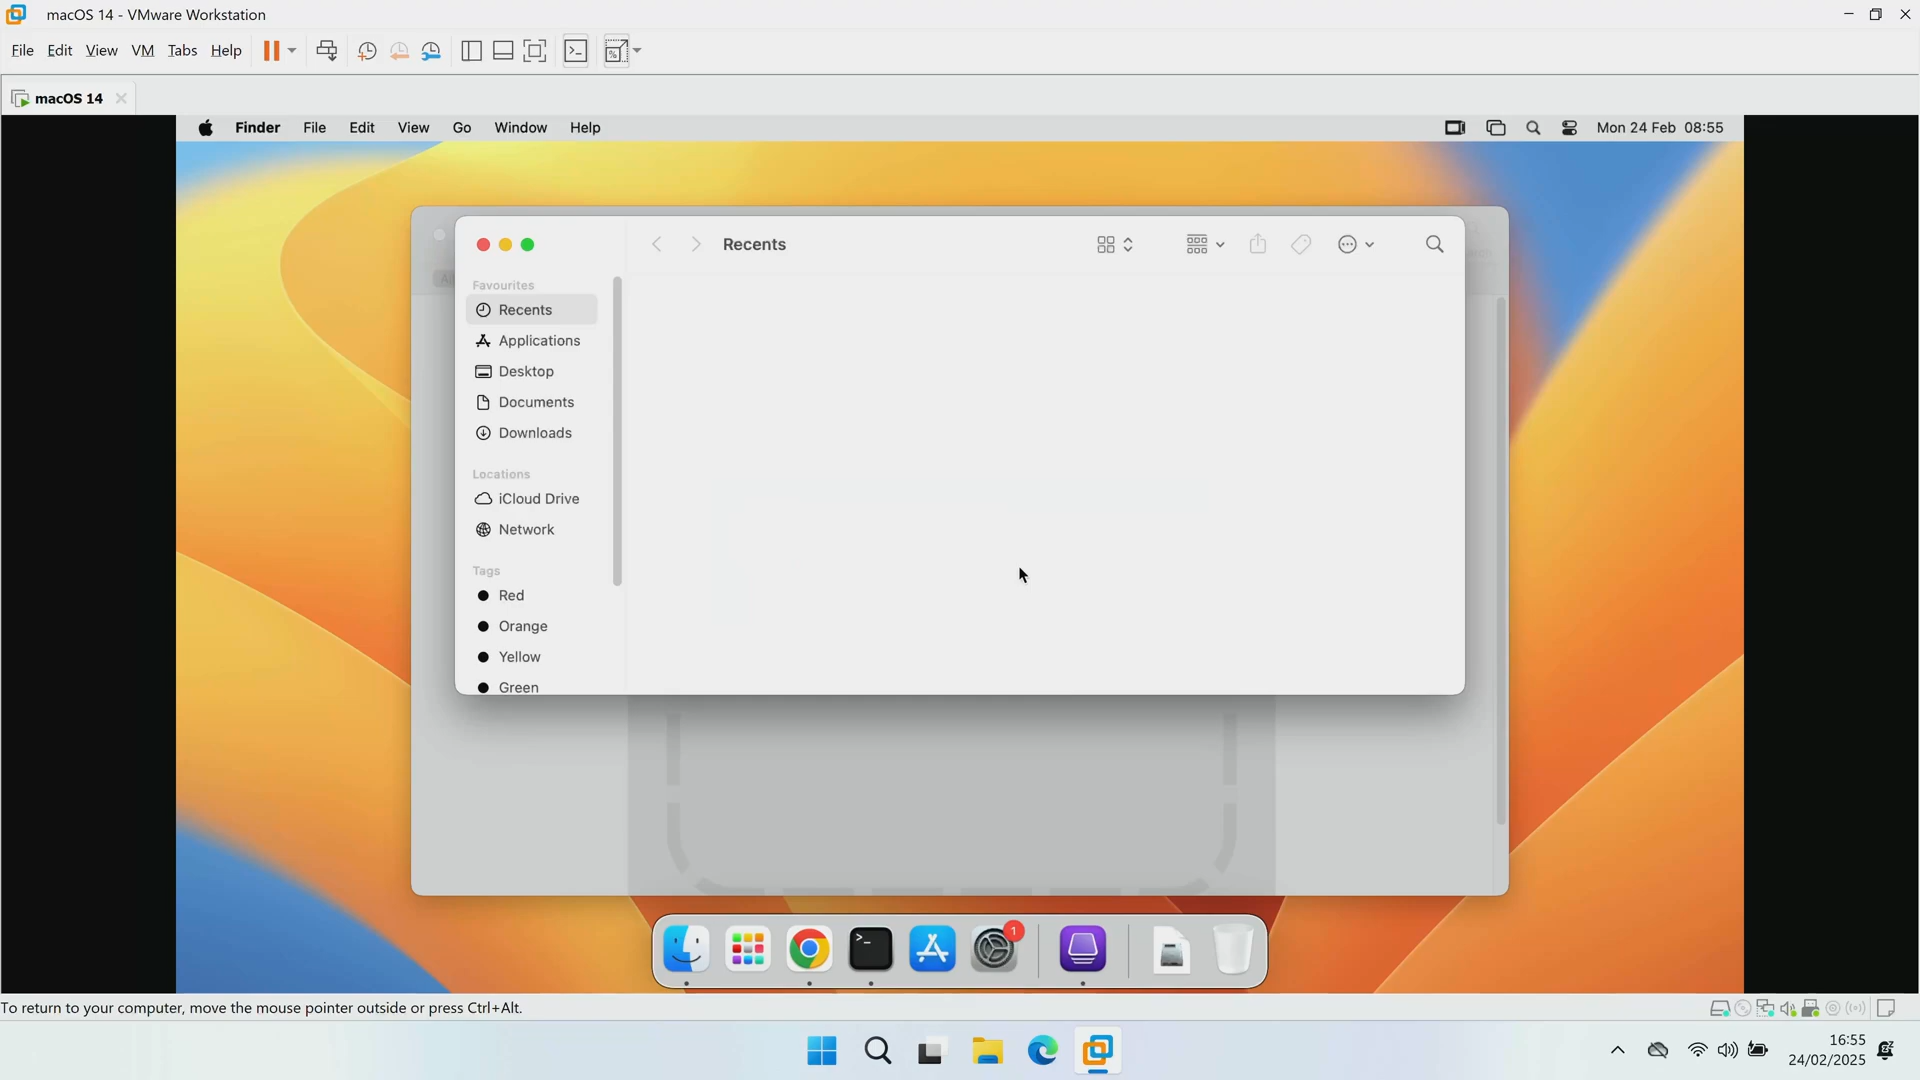 macOS 14 - VMware Workstation
File Edit View VM Tabs Help
macOS 14
Finder File Edit View Go Window Help
Mon 24 Feb 08:55
Recents
Favourites
Recents
Applications
Desktop
Documents
Downloads
Locations
iCloud Drive
Network
Tags
Red
Orange
Yellow
Green
1
To return to your computer, move the mouse pointer outside or press Ctrl+Alt.
16:55
24/02/2025